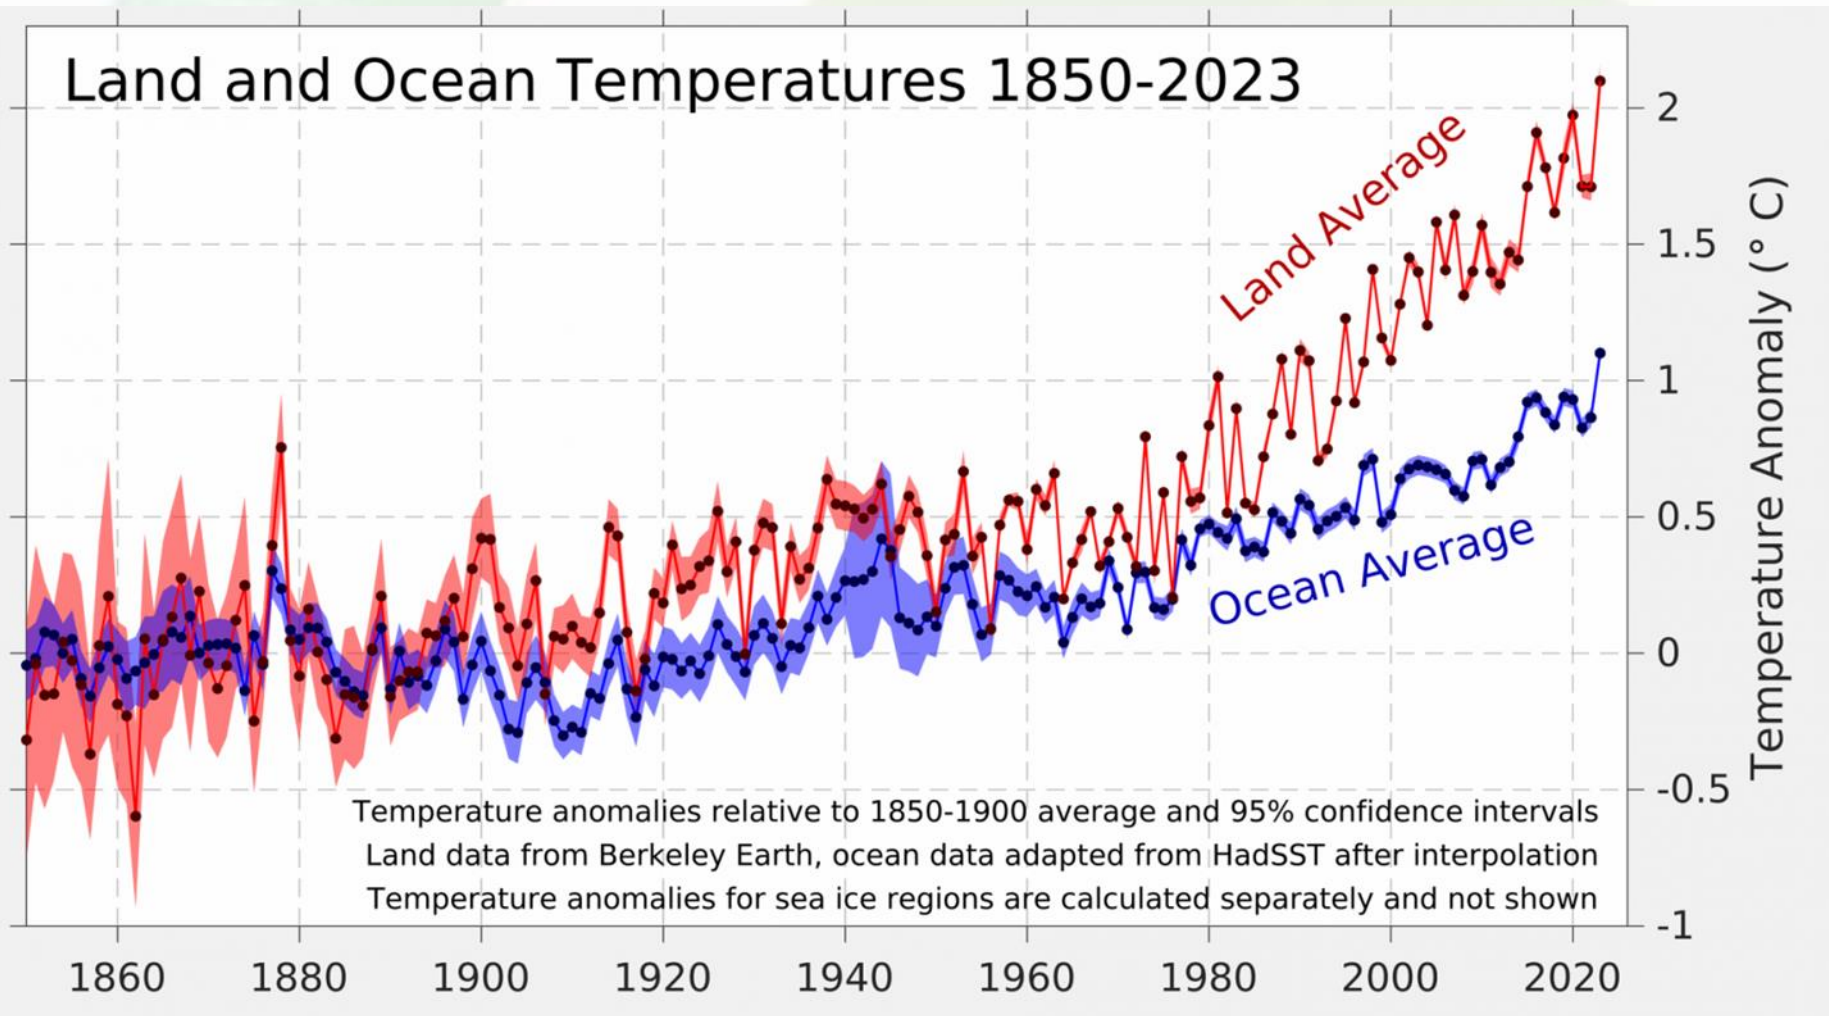 Land and Ocean Temperatures 1850-2023
Land Average
Ocean Average
Temperature anomalies relative to 1850-1900 average and 95% confidence intervals
Land data from Berkeley Earth, ocean data adapted from HadSST after interpolation
Temperature anomalies for sea ice regions are calculated separately and not shown
2
1.5
1
0.5
0
-0.5
-1
Temperature Anomaly (° C)
1860 1880 1900 1920 1940 1960 1980 2000 2020